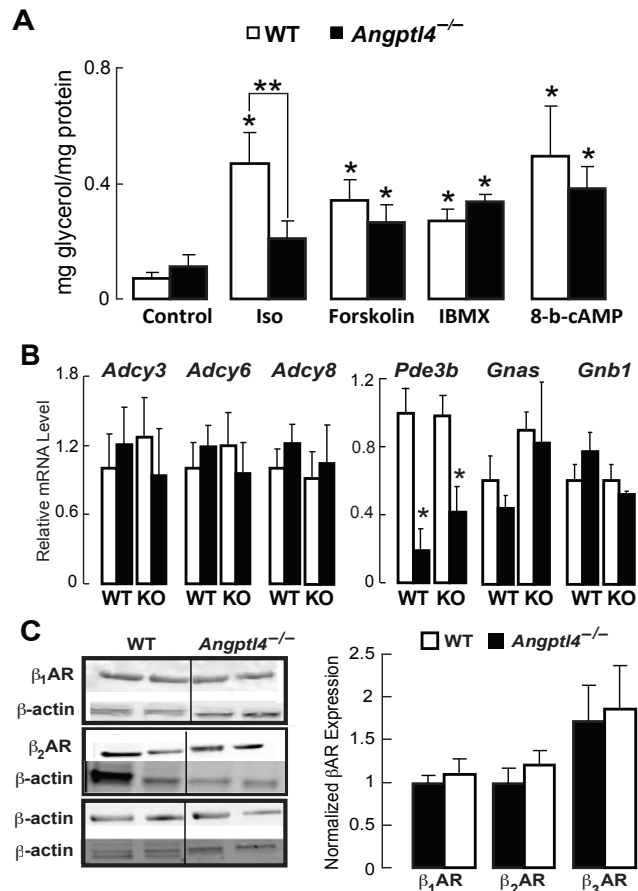 A
WT Angptl4−/−
mg glycerol/mg protein
0.8
0.4
0
* ** * * * * * *
Control Iso Forskolin IBMX 8-b-cAMP
B
Adcy3 Adcy6 Adcy8 Pde3b Gnas Gnb1
Relative mRNA Level
1.8
1.2
0.6
0
1.2
0.8
0.4
0
* *
WT KO WT KO WT KO WT KO WT KO WT KO
C
WT Angptl4−/−
β1AR
β-actin
β2AR
β-actin
β-actin
β-actin
WT Angptl4−/−
Normalized βAR Expression
2.5
2
1.5
1
0.5
0
β1AR β2AR β3AR